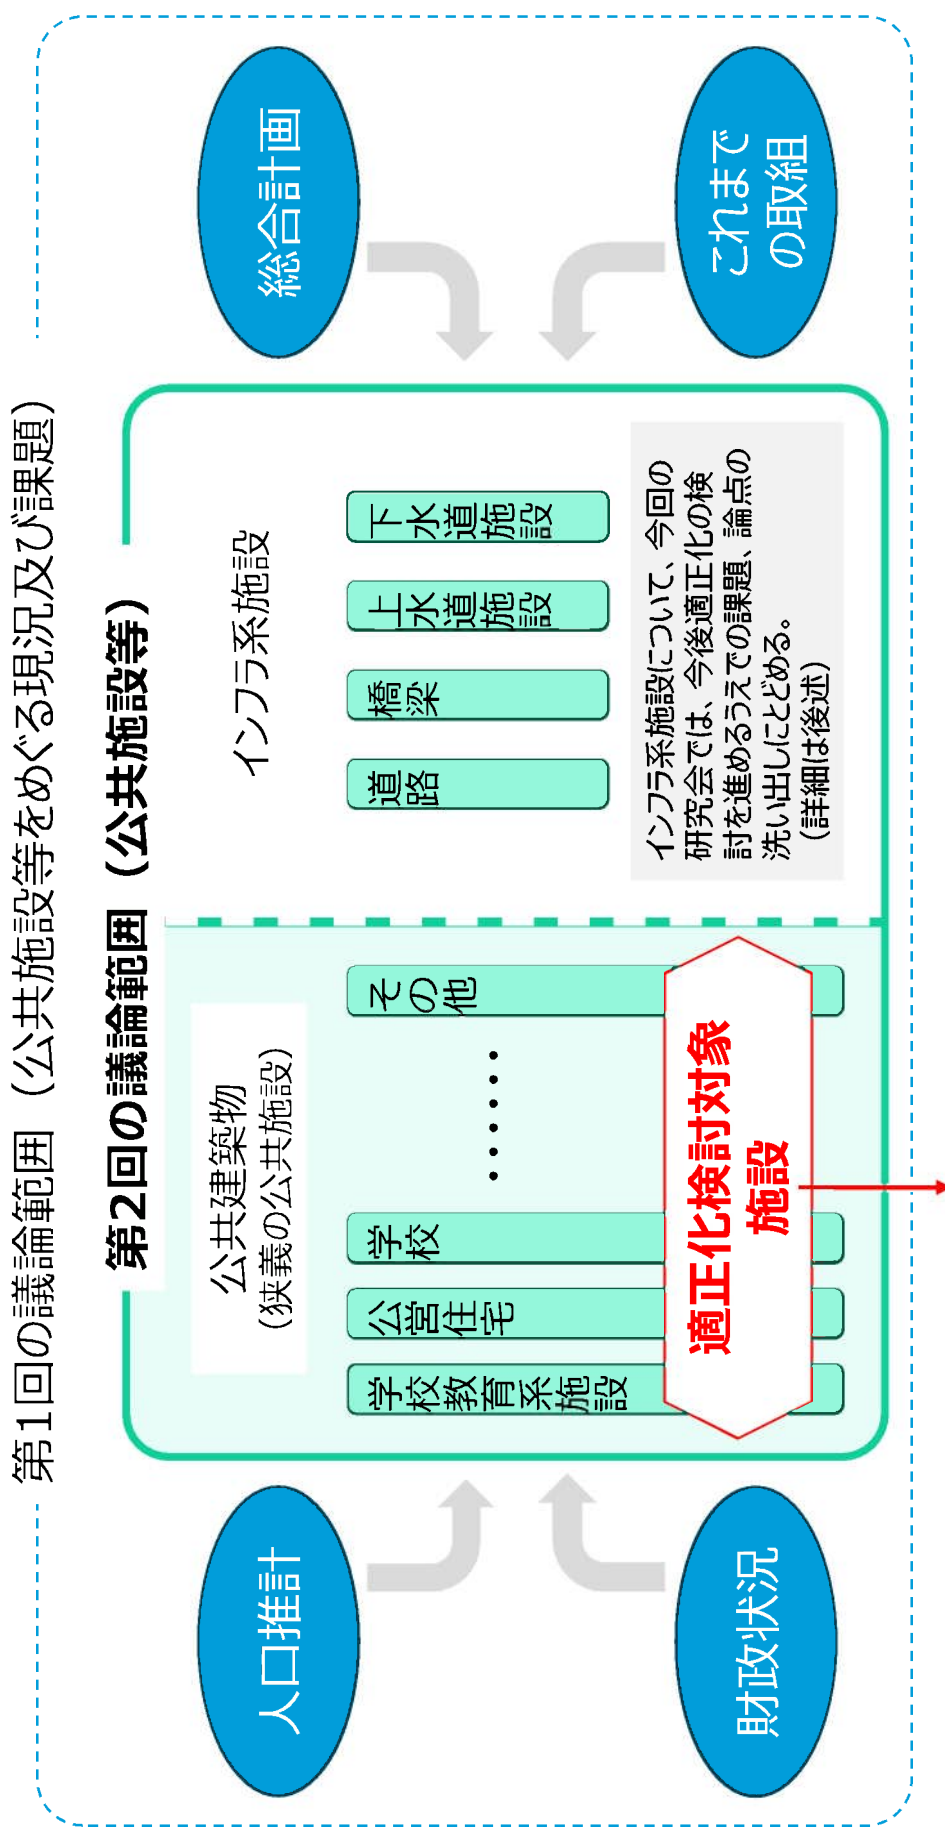 第1回の議論範囲（公共施設等をめぐる現況及び課題）
第2回の議論範囲（公共施設等）
人口推計
財政状況
公共建築物
（狭義の公共施設）
学校教育系施設
公営住宅
学校
・・・・・・
その他
適正化検討対象
施設
インフラ系施設
道路
橋梁
上水道施設
下水道施設
インフラ系施設について、今回の
研究会では、今後適正化の検
討を進めるうえでの課題、論点の
洗い出しにとどめる。
（詳細は後述）
総合計画
これまで
の取組